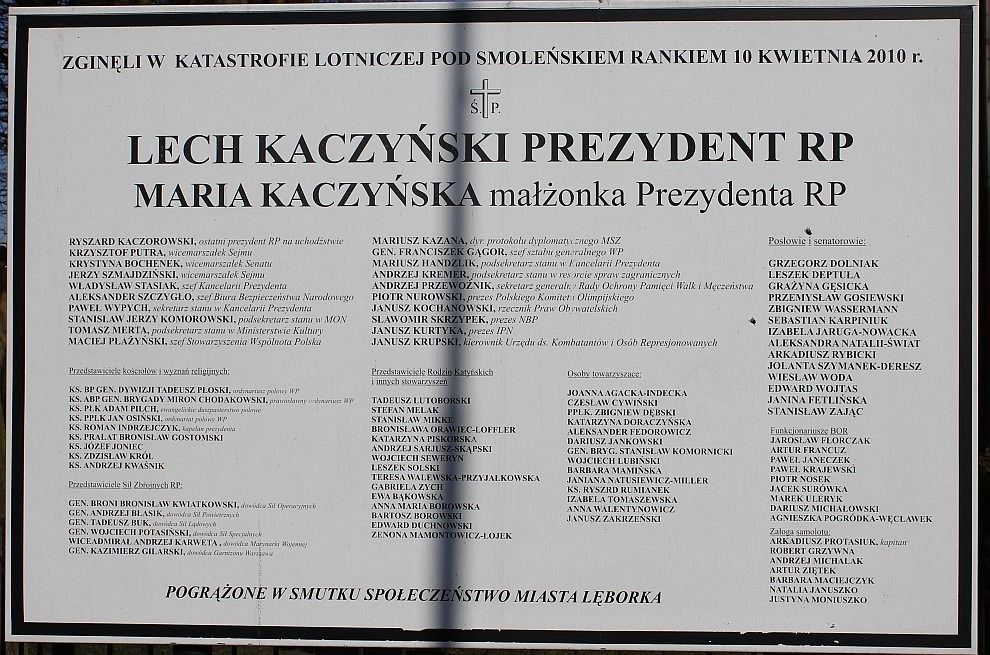 ZGINĘLI W KATASTROFIE LOTNICZEJ POD SMOLEŃSKIEM RANKIEM 10 KWIETNIA 2010 r.
Ś. P.
LECH KACZYŃSKI PREZYDENT RP
MARIA KACZYŃSKA małżonka Prezydenta RP
RYSZARD KACZOROWSKI, ostatni prezydent RP na uchodźstwie
KRZYSZTOF PUTRA, wicemarszałek Sejmu
KRYSTYNA BOCHENEK, wicemarszałek Senatu
JERZY SZMAJDZIŃSKI, wicemarszałek Sejmu
WŁADYSŁAW STASIAK, szef Kancelarii Prezydenta
ALEKSANDER SZCZYGŁO, szef Biura Bezpieczeństwa Narodowego
PAWEŁ WYPYCH, sekretarz stanu w Kancelarii Prezydenta
STANISŁAW JERZY KOMOROWSKI, podsekretarz stanu w MON
TOMASZ MERTA, podsekretarz stanu w Ministerstwie Kultury
MACIEJ PŁAŻYŃSKI, szef Stowarzyszenia Wspólnota Polska
MARIUSZ KAZANA, dyr. protokołu dyplomatycznego MSZ
GEN. FRANCISZEK GĄGOR, szef sztabu generalnego WP
MARIUSZ HANDZLIK, podsekretarz stanu w Kancelarii Prezydenta
ANDRZEJ KREMER, podsekretarz stanu w resorcie spraw zagranicznych
ANDRZEJ PRZEWOŹNIK, sekretarz generalny Rady Ochrony Pamięci Walk i Męczeństwa
PIOTR NUROWSKI, prezes Polskiego Komitetu Olimpijskiego
JANUSZ KOCHANOWSKI, rzecznik Praw Obywatelskich
SŁAWOMIR SKRZYPEK, prezes NBP
JANUSZ KURTYKA, prezes IPN
JANUSZ KRUPSKI, kierownik Urzędu ds. Kombatantów i Osób Represjonowanych
Przedstawiciele kościołów i wyznań religijnych:
KS. BP GEN. DYWIZJI TADEUSZ PŁOSKI, ordynariusz polowy WP
KS. ABP GEN. BRYGADY MIRON CHODAKOWSKI, prawosławny ordynariusz WP
KS. PŁK ADAM PILCH, ewangelickie duszpasterstwo polowe
KS. PPŁK JAN OSIŃSKI, ordynariat polowy WP
KS. ROMAN INDRZEJCZYK, kapelan prezydenta
KS. PRAŁAT BRONISŁAW GOSTOMSKI
KS. JÓZEF JONIEC
KS. ZDZISŁAW KRÓL
KS. ANDRZEJ KWAŚNIK
Przedstawiciele Sił Zbrojnych RP:
GEN. BRONI BRONISŁAW KWIATKOWSKI, dowódca Sił Operacyjnych
GEN. ANDRZEJ BŁASIK, dowódca Sił Powietrznych
GEN. TADEUSZ BUK, dowódca Sił Lądowych
GEN. WOJCIECH POTASIŃSKI, dowódca Sił Specjalnych
WICEADMIRAŁ ANDRZEJ KARWETA, dowódca Marynarki Wojennej
GEN. KAZIMIERZ GILARSKI, dowódca Garnizonu Warszawa
Przedstawiciele Rodzin Katyńskich
i innych stowarzyszeń
TADEUSZ LUTOBORSKI
STEFAN MELAK
STANISŁAW MIKKE
BRONISŁAWA ORAWIEC-LOFFLER
KATARZYNA PISKORSKA
ANDRZEJ SARJUSZ-SKĄPSKI
WOJCIECH SEWERYN
LESZEK SOLSKI
TERESA WALEWSKA-PRZYJAŁKOWSKA
GABRIELA ZYCH
EWA BĄKOWSKA
ANNA MARIA BOROWSKA
BARTOSZ BOROWSKI
EDWARD DUCHNOWSKI
ZENONA MAMONTOWICZ-ŁOJEK
Osoby towarzyszące:
JOANNA AGACKA-INDECKA
CZESŁAW CYWIŃSKI
PPŁK. ZBIGNIEW DĘBSKI
KATARZYNA DORACZYŃSKA
ALEKSANDER FEDOROWICZ
DARIUSZ JANKOWSKI
GEN. BRYG. STANISŁAW KOMORNICKI
WOJCIECH LUBIŃSKI
BARBARA MAMIŃSKA
JANIANA NATUSIEWICZ-MILLER
KS. RYSZRD RUMIANEK
IZABELA TOMASZEWSKA
ANNA WALENTYNOWICZ
JANUSZ ZAKRZEŃSKI
Posłowie i senatorowie:
GRZEGORZ DOLNIAK
LESZEK DEPTUŁA
GRAŻYNA GĘSICKA
PRZEMYSŁAW GOSIEWSKI
ZBIGNIEW WASSERMANN
SEBASTIAN KARPINIUK
IZABELA JARUGA-NOWACKA
ALEKSANDRA NATALLI-ŚWIAT
ARKADIUSZ RYBICKI
JOLANTA SZYMANEK-DERESZ
WIESŁAW WODA
EDWARD WOJTAS
JANINA FETLIŃSKA
STANISŁAW ZAJĄC
Funkcjonariusze BOR
JAROSŁAW FLORCZAK
ARTUR FRANCUZ
PAWEŁ JANECZEK
PAWEŁ KRAJEWSKI
PIOTR NOSEK
JACEK SURÓWKA
MAREK ULERYK
DARIUSZ MICHAŁOWSKI
AGNIESZKA POGRÓDKA-WĘCŁAWEK
Załoga samolotu:
ARKADIUSZ PROTASIUK, kapitan
ROBERT GRZYWNA
ANDRZEJ MICHALAK
ARTUR ZIĘTEK
BARBARA MACIEJCZYK
NATALIA JANUSZKO
JUSTYNA MONIUSZKO
POGRĄŻONE W SMUTKU SPOŁECZEŃSTWO MIASTA LĘBORKA